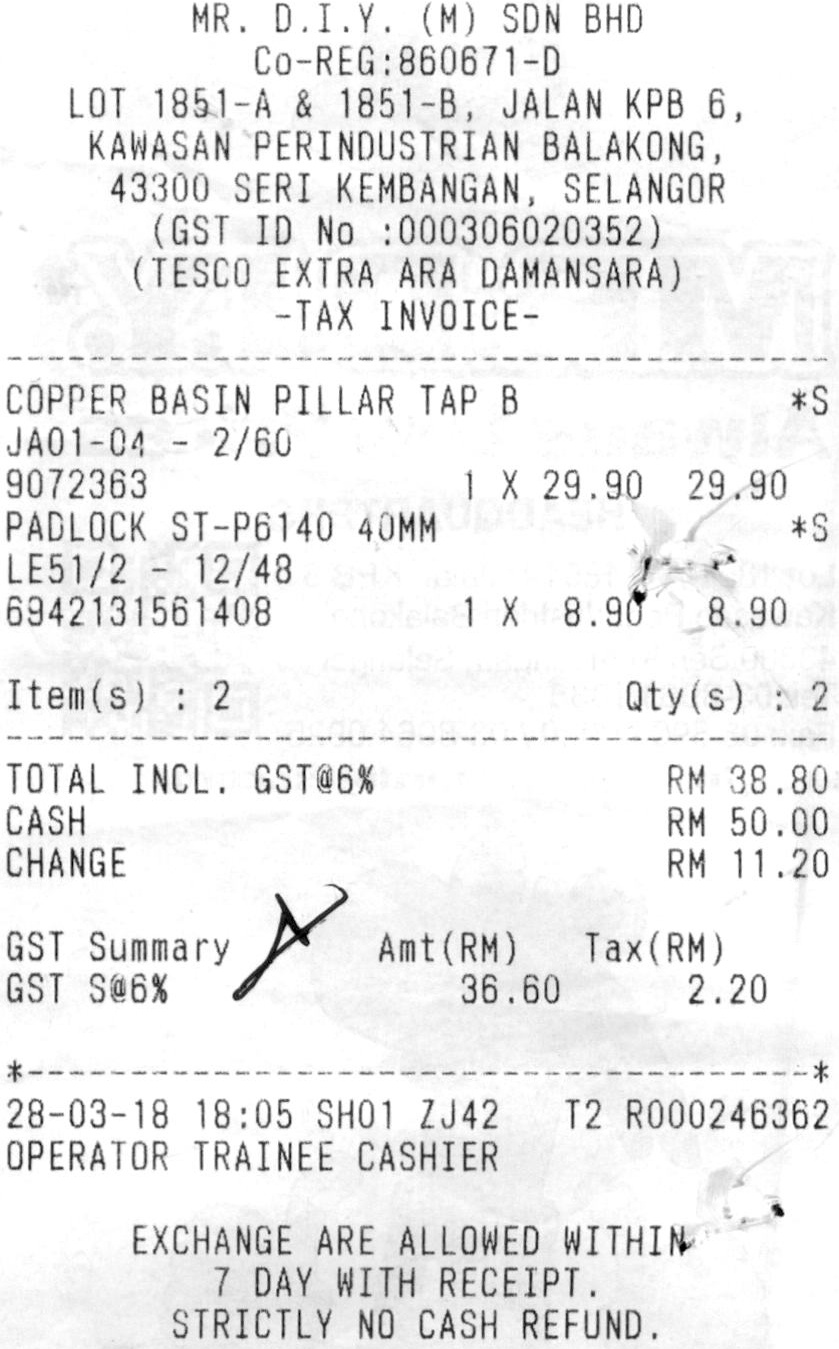 MR. D.I.Y. (M) SDN BHD
Co-REG:860671-D
LOT 1851-A & 1851-B, JALAN KPB 6,
KAWASAN PERINDUSTRIAN BALAKONG,
43300 SERI KEMBANGAN, SELANGOR
(GST ID No :000306020352)
(TESCO EXTRA ARA DAMANSARA)
-TAX INVOICE-
COPPER BASIN PILLAR TAP B *S
JA01-04 - 2/60
9072363 1 X 29.90 29.90
PADLOCK ST-P6140 40MM *S
LE51/2 - 12/48
6942131561408 1 X 8.90 8.90
Item(s) : 2 Qty(s) : 2
TOTAL INCL. GST@6% RM 38.80
CASH RM 50.00
CHANGE RM 11.20
GST Summary Amt(RM) Tax(RM)
GST S@6% 36.60 2.20
*--------------------------------------*
28-03-18 18:05 SH01 ZJ42 T2 R000246362
OPERATOR TRAINEE CASHIER
EXCHANGE ARE ALLOWED WITHIN
7 DAY WITH RECEIPT.
STRICTLY NO CASH REFUND.